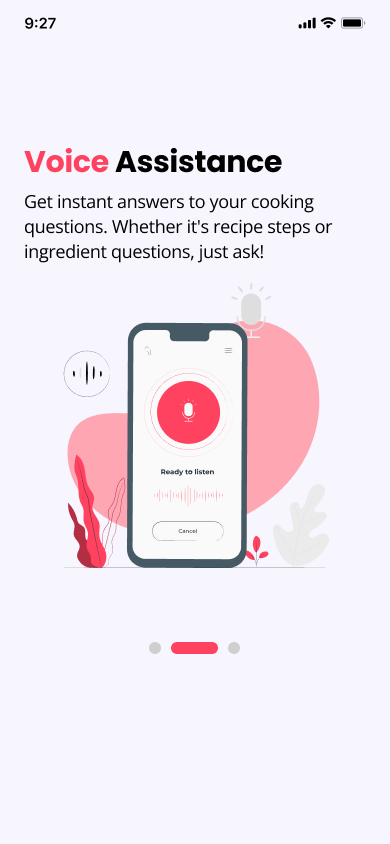 9:27
Voice Assistance
Get instant answers to your cooking
questions. Whether it's recipe steps or
ingredient questions, just ask!
Ready to listen
Cancel